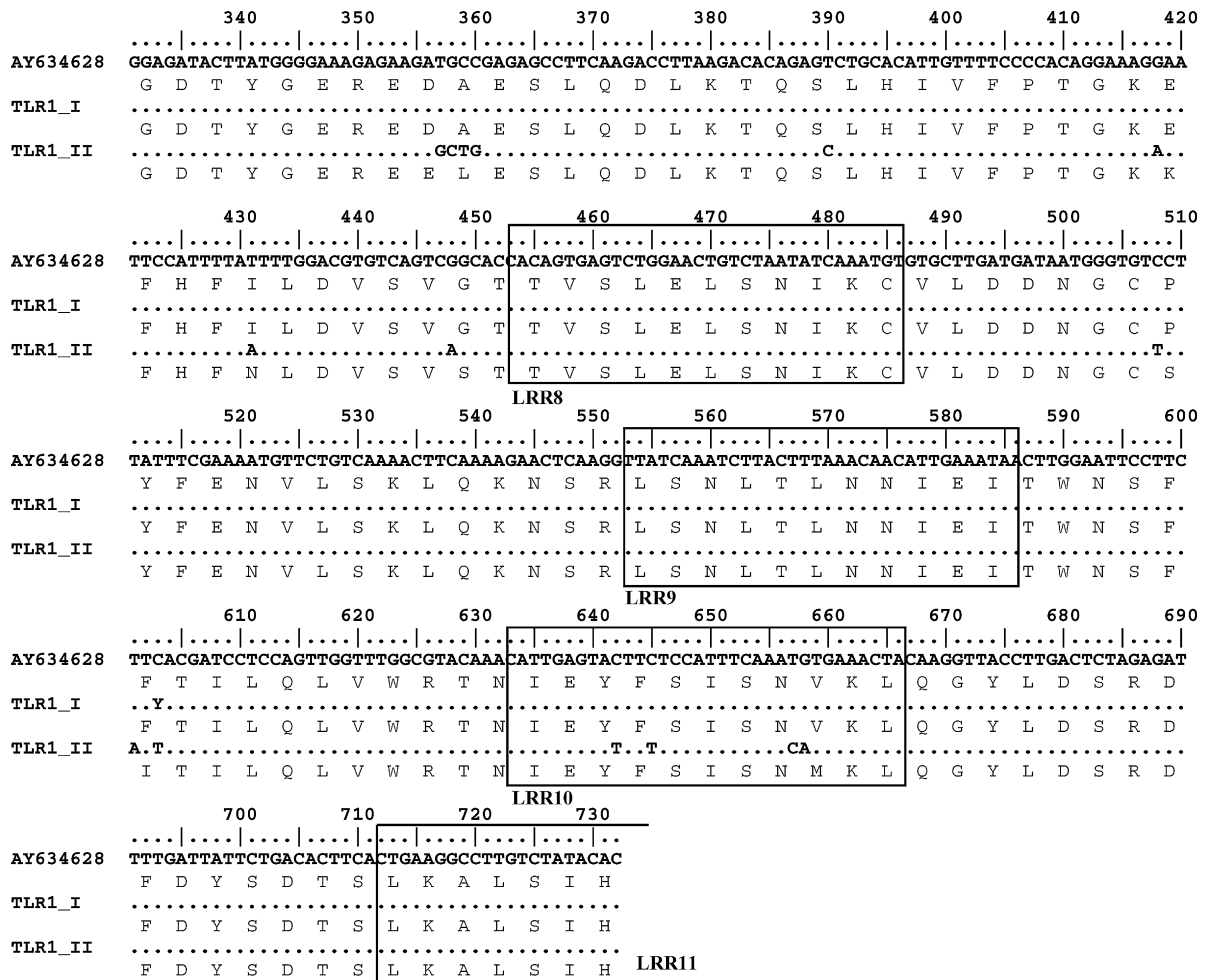 340 350 360 370 380 390 400 410 420
....|....|....|....|....|....|....|....|....|....|....|....|....|....|....|....|....|....|
AY634628 GGAGATACTTATGGGGAAAGAGAAGATGCCGAGAGCCTTCAAGACCTTAAGACACAGAGTCTGCACATTGTTTTCCCCACAGGAAAGGAA
G D T Y G E R E D A E S L Q D L K T Q S L H I V F P T G K E
TLR1_I ..........................................................................................
G D T Y G E R E D A E S L Q D L K T Q S L H I V F P T G K E
TLR1_II ..........................GCTG.............................C...........................A..
G D T Y G E R E E L E S L Q D L K T Q S L H I V F P T G K K
430 440 450 460 470 480 490 500 510
....|....|....|....|....|....|....|....|....|....|....|....|....|....|....|....|....|....|
AY634628 TTCCATTTTATTTTGGACGTGTCAGTCGGCACCACAGTGAGTCTGGAACTGTCTAATATCAAATGTGTGCTTGATGATAATGGGTGTCCT
F H F I L D V S V G T T V S L E L S N I K C V L D D N G C P
TLR1_I ..........................................................................................
F H F I L D V S V G T T V S L E L S N I K C V L D D N G C P
TLR1_II ..........A................A...........................................................T..
F H F N L D V S V S T T V S L E L S N I K C V L D D N G C S
LRR8
520 530 540 550 560 570 580 590 600
....|....|....|....|....|....|....|....|....|....|....|....|....|....|....|....|....|....|
AY634628 TATTTCGAAAATGTTCTGTCAAAACTTCAAAAGAACTCAAGGTTATCAAATCTTACTTTAAACAACATTGAAATAACTTGGAATTCCTTC
Y F E N V L S K L Q K N S R L S N L T L N N I E I T W N S F
TLR1_I ..........................................................................................
Y F E N V L S K L Q K N S R L S N L T L N N I E I T W N S F
TLR1_II ..........................................................................................
Y F E N V L S K L Q K N S R L S N L T L N N I E I T W N S F
LRR9
610 620 630 640 650 660 670 680 690
....|....|....|....|....|....|....|....|....|....|....|....|....|....|....|....|....|....|
AY634628 TTCACGATCCTCCAGTTGGTTTGGCGTACAAACATTGAGTACTTCTCCATTTCAAATGTGAAACTACAAGGTTACCTTGACTCTAGAGAT
F T I L Q L V W R T N I E Y F S I S N V K L Q G Y L D S R D
TLR1_I ..Y.......................................................................................
F T I L Q L V W R T N I E Y F S I S N V K L Q G Y L D S R D
TLR1_II A.T......................................T..T...........CA................................
I T I L Q L V W R T N I E Y F S I S N M K L Q G Y L D S R D
LRR10
700 710 720 730
....|....|....|....|....|....|....|....|..
AY634628 TTTGATTATTCTGACACTTCACTGAAGGCCTTGTCTATACAC
F D Y S D T S L K A L S I H
TLR1_I ..........................................
F D Y S D T S L K A L S I H
TLR1_II ..........................................
F D Y S D T S L K A L S I H
LRR11